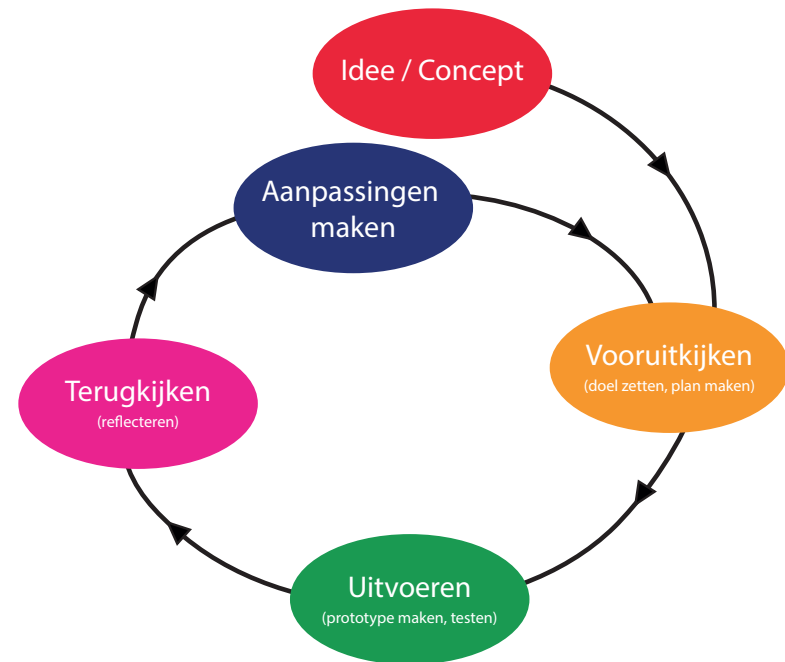 Idee / Concept
Aanpassingen
maken
Vooruitkijken
(doel zetten, plan maken)
Terugkijken
(reflecteren)
Uitvoeren
(prototype maken, testen)